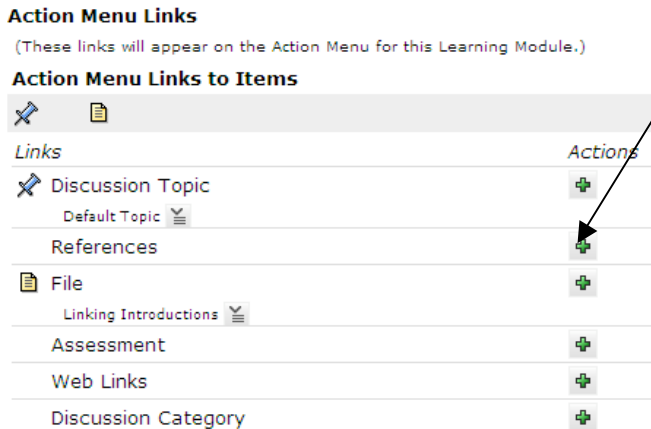 Action Menu Links
(These links will appear on the Action Menu for this Learning Module.)
Action Menu Links to Items
Links Actions
Discussion Topic
Default Topic
References
File
Linking Introductions
Assessment
Web Links
Discussion Category